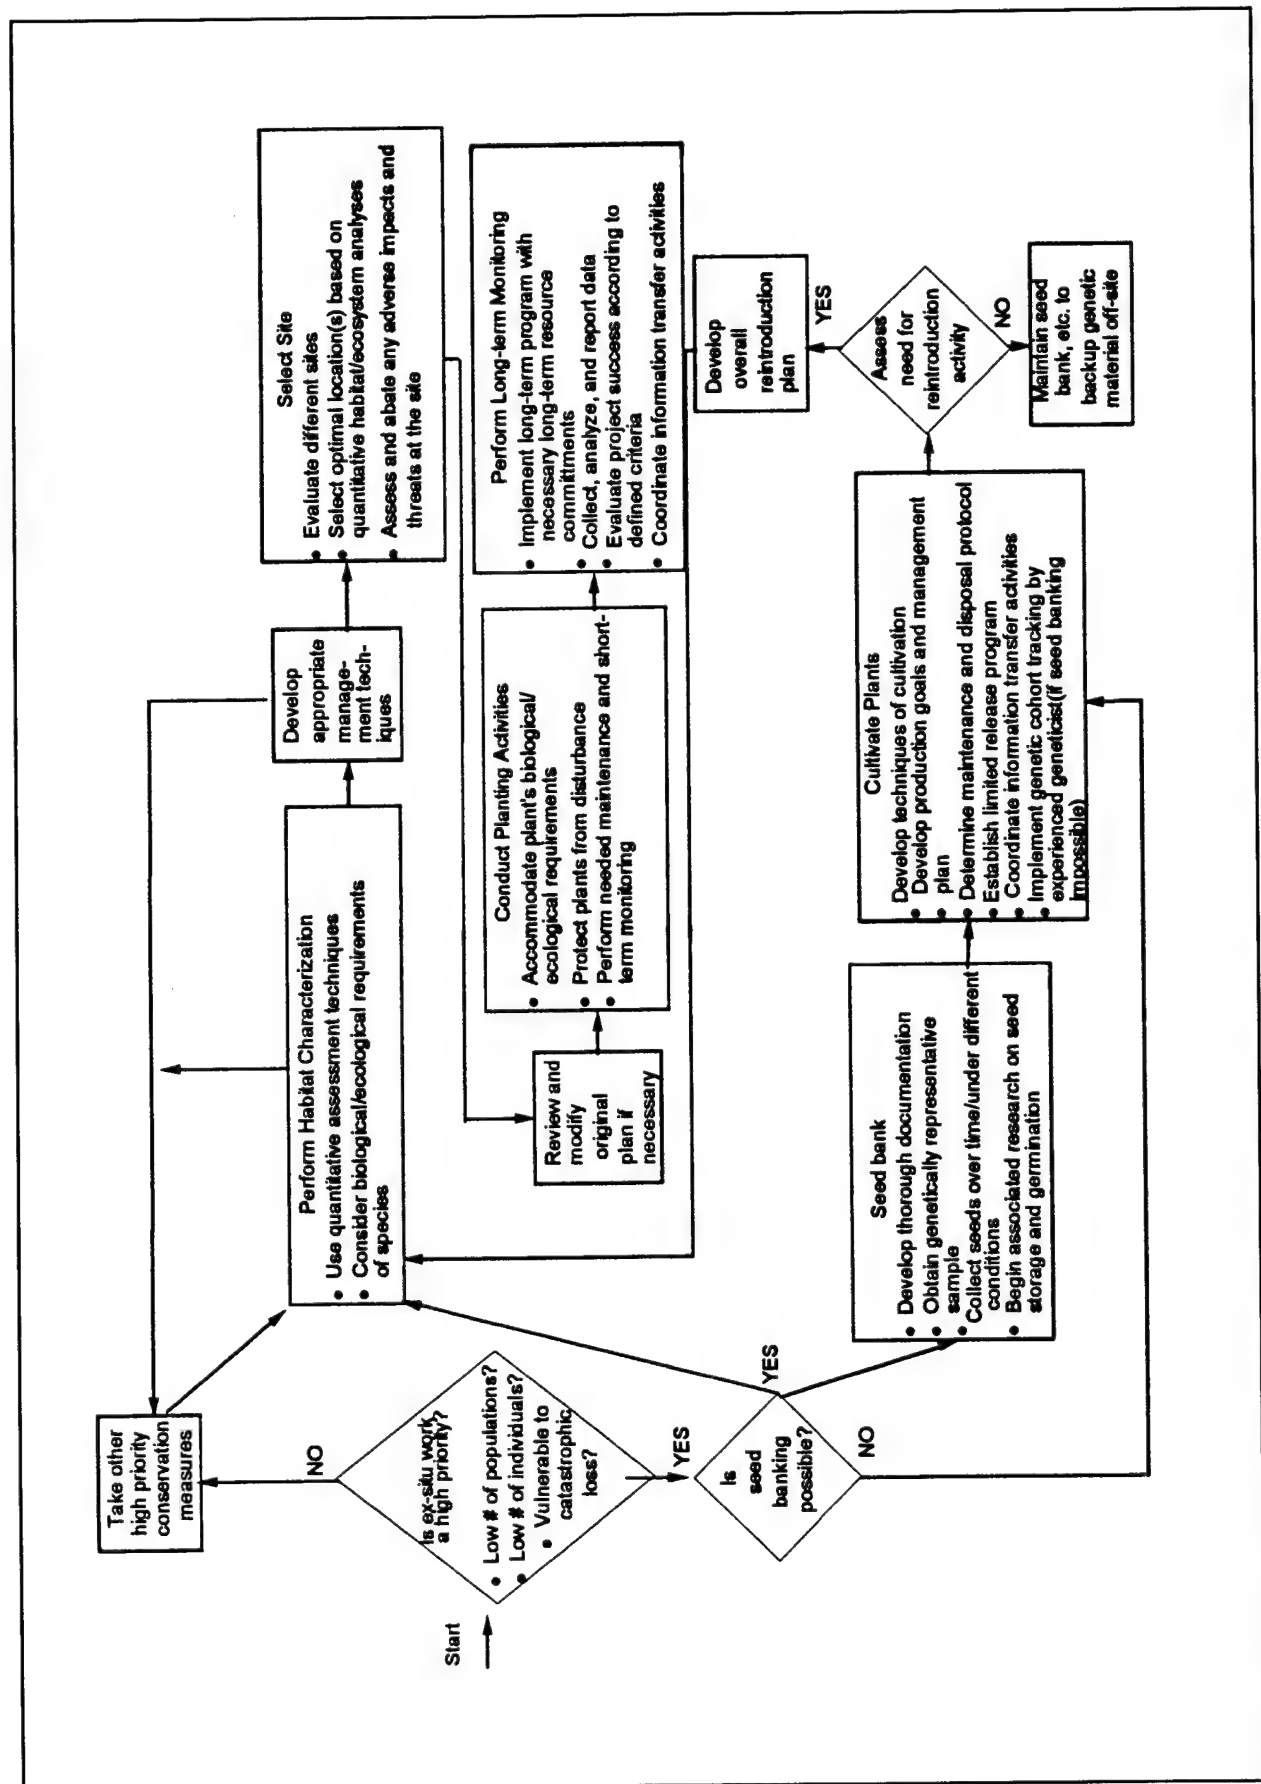 Start
Is ex-situ work
a high priority?
• Low # of populations?
• Low # of individuals?
• Vulnerable to
catastrophic
loss?
NO
YES
Take other
high priority
conservation
measures
Is
seed
banking
possible?
YES
NO
Perform Habitat Characterization
• Use quantitative assessment techniques
• Consider biological/ecological requirements
of species
Develop
appropriate
manage-
ment tech-
iques
Select Site
• Evaluate different sites
• Select optimal location(s) based on
quantitative habitat/ecosystem analyses
• Assess and abate any adverse impacts and
threats at the site
Review and
modify
original
plan if
necessary
Conduct Planting Activities
• Accommodate plant's biological/
ecological requirements
• Protect plants from disturbance
• Perform needed maintenance and short-
term monitoring
Perform Long-term Monitoring
• Implement long-term program with
necessary long-term resource
committments
• Collect, analyze, and report data
• Evaluate project success according to
defined criteria
• Coordinate information transfer activities
Seed bank
• Develop thorough documentation
• Obtain genetically representative
sample
• Collect seeds over time/under different
conditions
• Begin associated research on seed
storage and germination
Cultivate Plants
Develop techniques of cultivation
• Develop production goals and management
• plan
• Determine maintenance and disposal protocol
• Establish limited release program
Coordinate information transfer activities
• Implement genetic cohort tracking by
• experienced geneticist(if seed banking
impossible)
Develop
overall
reintroduction
plan
YES
Assess
need for
reintroduction
activity
NO
Maintain seed
bank, etc. to
backup genetic
material off-site